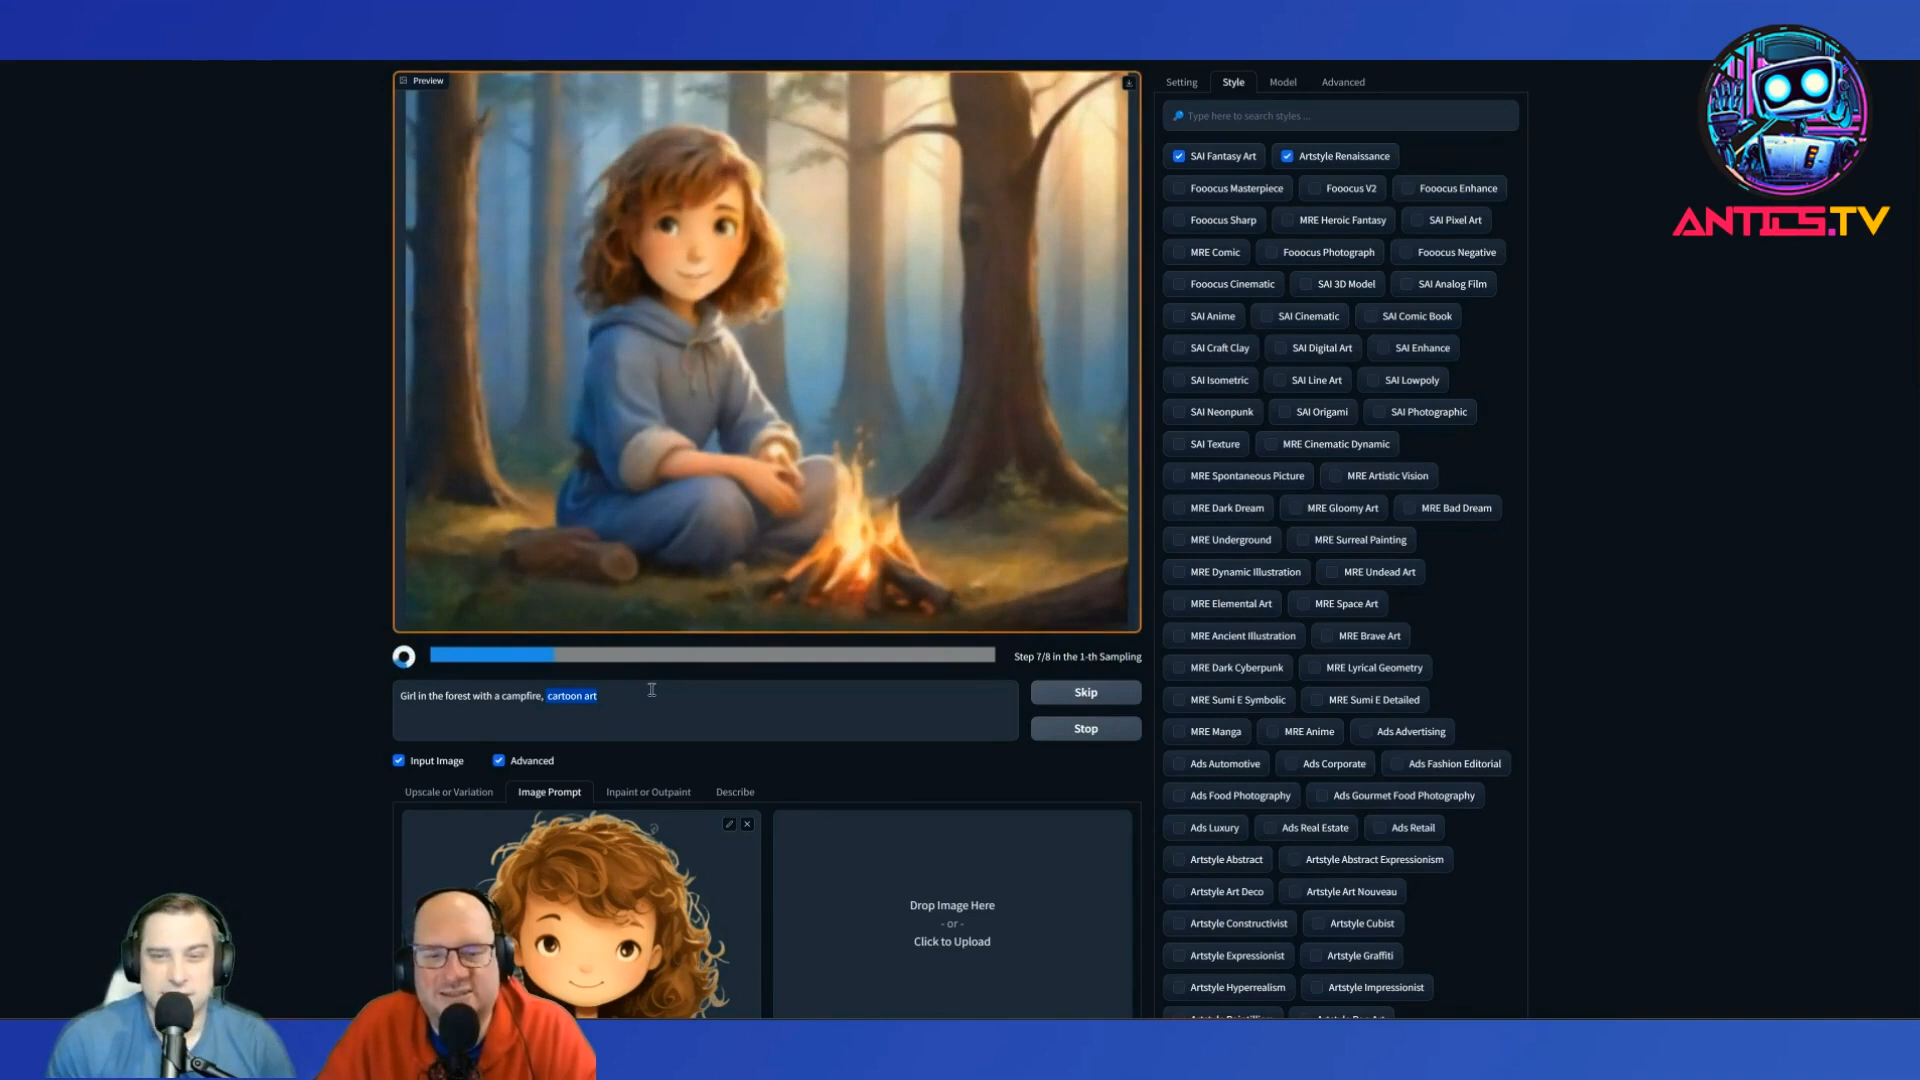 Preview
Setting Style Model Advanced
Type here to search styles ...
SAI Fantasy Art Artstyle Renaissance
Fooocus Masterpiece Fooocus V2 Fooocus Enhance
Fooocus Sharp MRE Heroic Fantasy SAI Pixel Art
MRE Comic Fooocus Photograph Fooocus Negative
Fooocus Cinematic SAI 3D Model SAI Analog Film
SAI Anime SAI Cinematic SAI Comic Book
SAI Craft Clay SAI Digital Art SAI Enhance
SAI Isometric SAI Line Art SAI Lowpoly
SAI Neonpunk SAI Origami SAI Photographic
SAI Texture MRE Cinematic Dynamic
MRE Spontaneous Picture MRE Artistic Vision
MRE Dark Dream MRE Gloomy Art MRE Bad Dream
MRE Underground MRE Surreal Painting
MRE Dynamic Illustration MRE Undead Art
MRE Elemental Art MRE Space Art
MRE Ancient Illustration MRE Brave Art
MRE Dark Cyberpunk MRE Lyrical Geometry
MRE Sumi E Symbolic MRE Sumi E Detailed
MRE Manga MRE Anime Ads Advertising
Ads Automotive Ads Corporate Ads Fashion Editorial
Ads Food Photography Ads Gourmet Food Photography
Ads Luxury Ads Real Estate Ads Retail
Artstyle Abstract Artstyle Abstract Expressionism
Artstyle Art Deco Artstyle Art Nouveau
Artstyle Constructivist Artstyle Cubist
Artstyle Expressionist Artstyle Graffiti
Artstyle Hyperrealism Artstyle Impressionist
ANTICS.TV
Step 7/8 in the 1-th Sampling
Girl in the forest with a campfire, cartoon art
Skip
Stop
Input Image Advanced
Upscale or Variation Image Prompt Inpaint or Outpaint Describe
Drop Image Here
- or -
Click to Upload